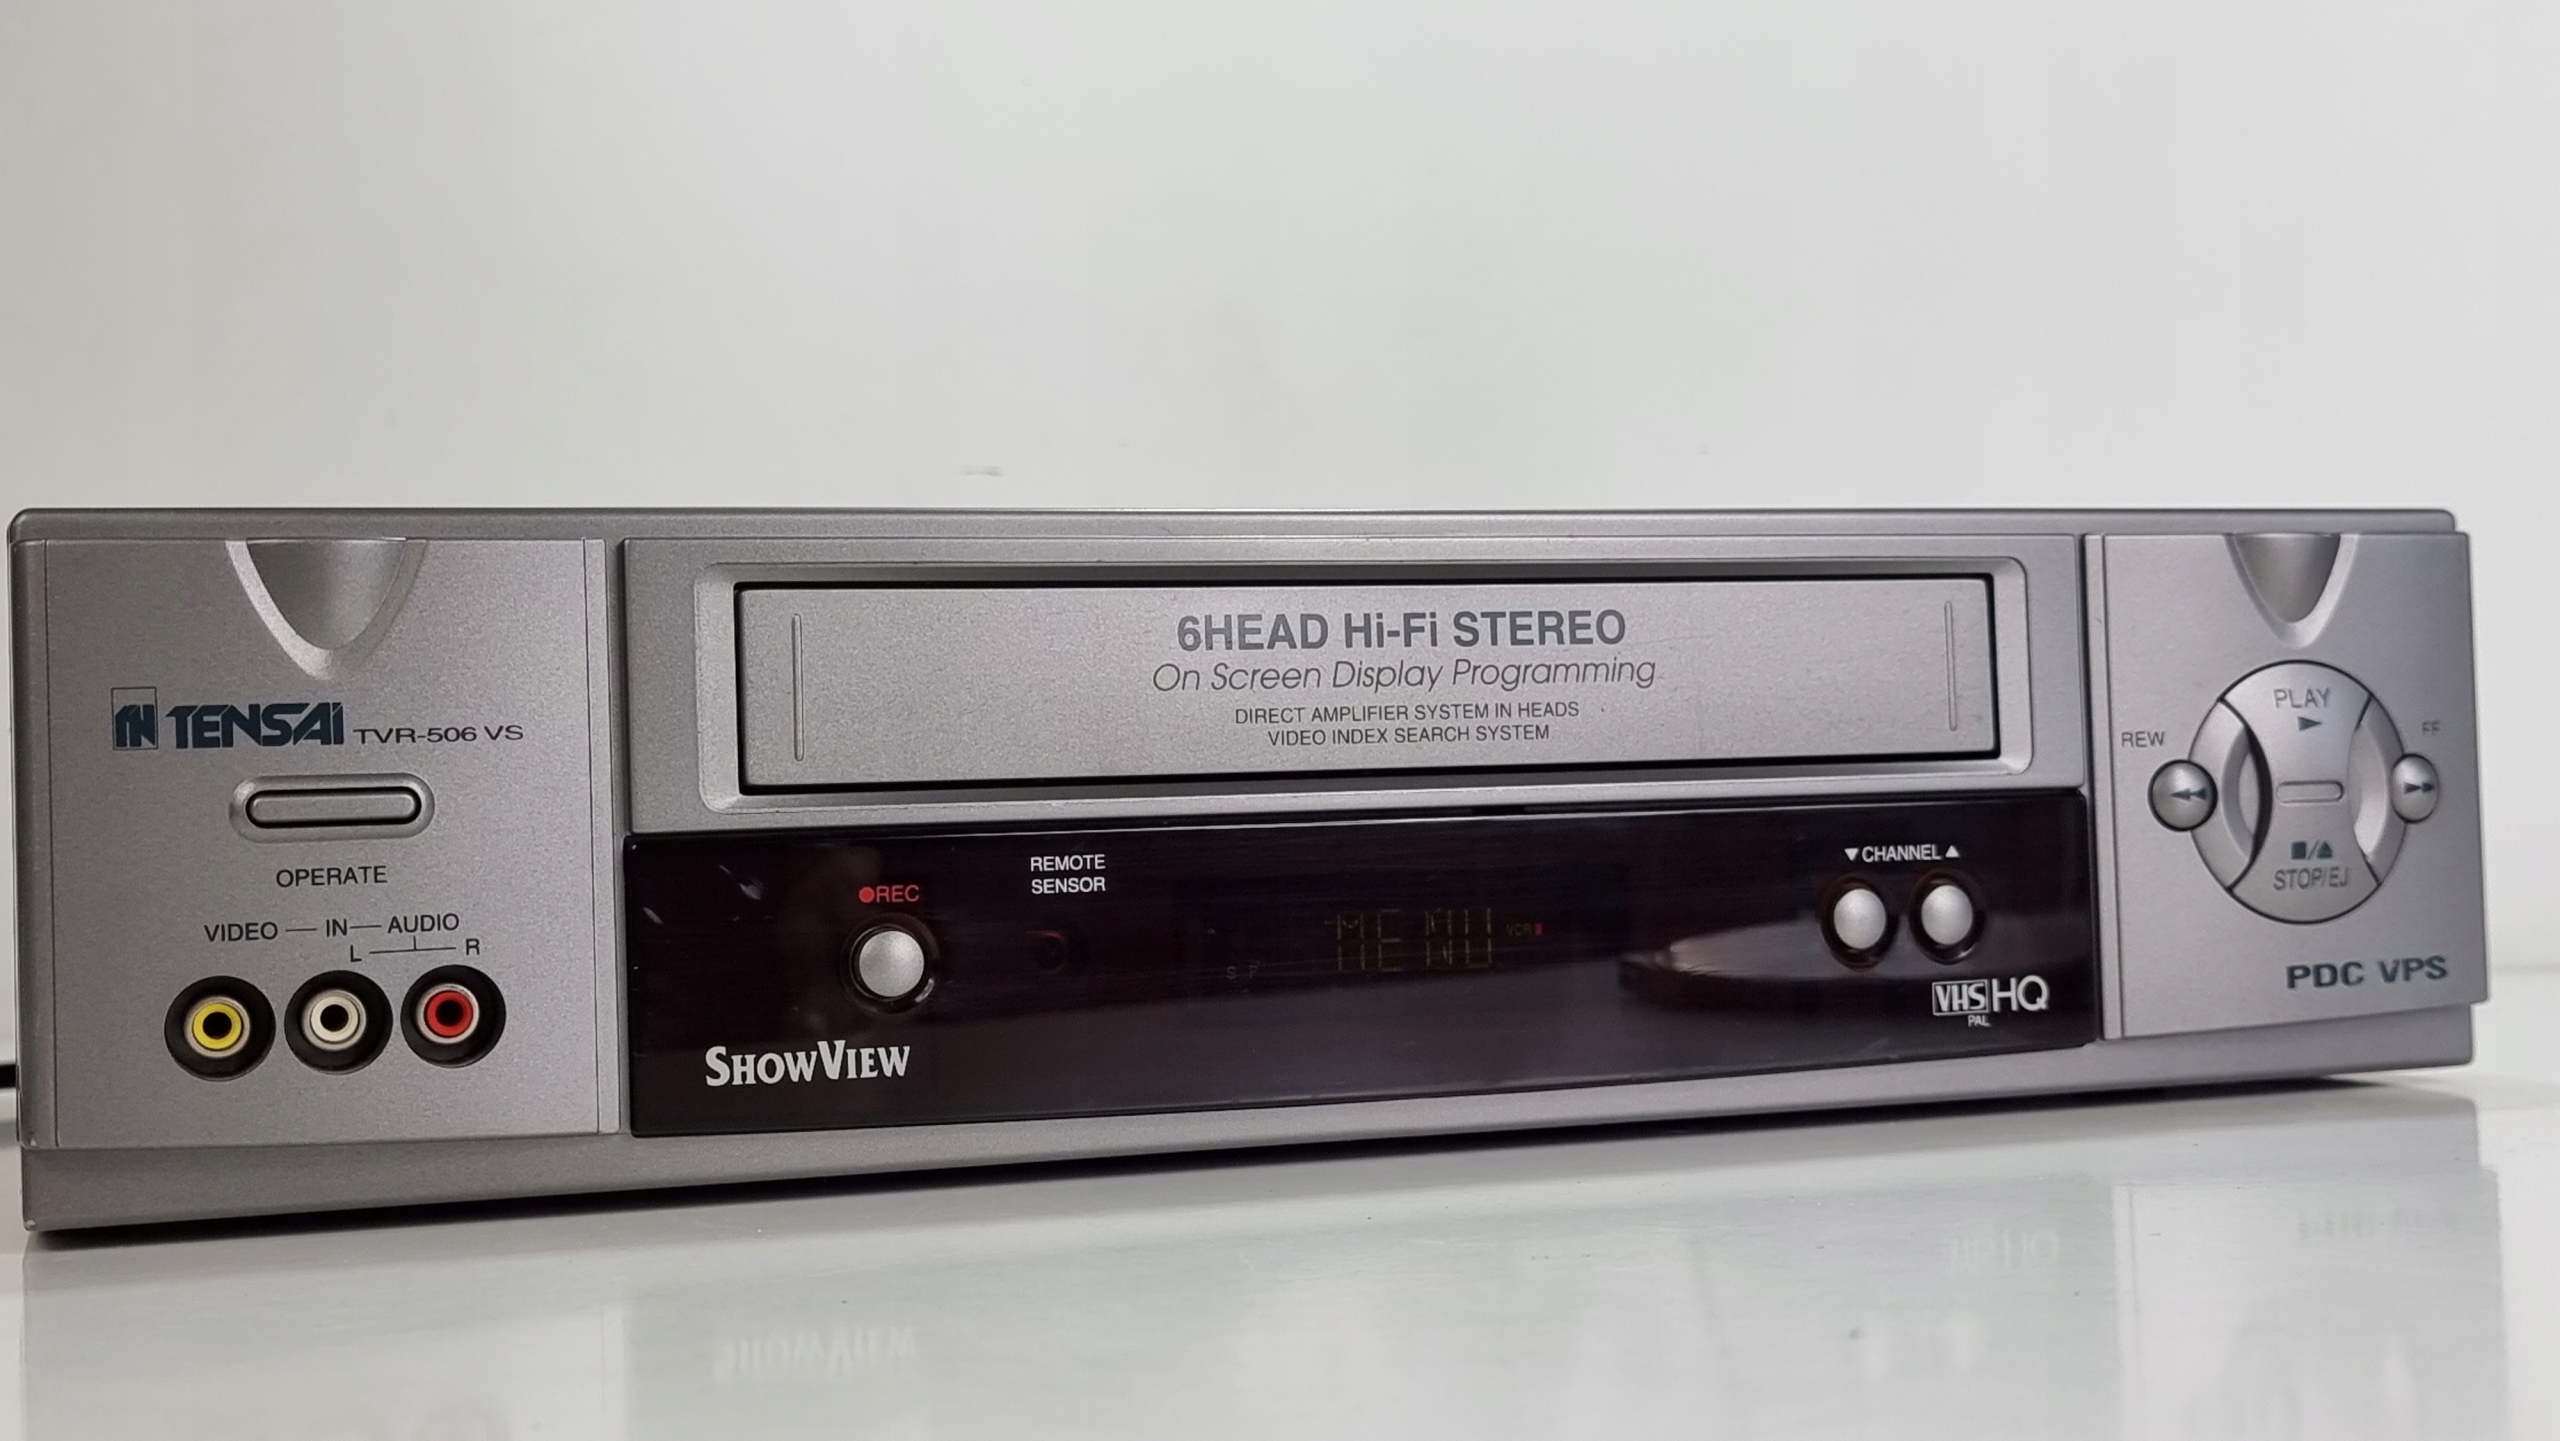 TENSAI TVR-506 VS
OPERATE
VIDEO — IN — AUDIO
L R
6HEAD Hi-Fi STEREO
On Screen Display Programming
DIRECT AMPLIFIER SYSTEM IN HEADS
VIDEO INDEX SEARCH SYSTEM
●REC
REMOTE
SENSOR
MENU VCR
SP
▼ CHANNEL ▲
SHOWVIEW
VHS HQ
PAL
PLAY
▶
REW
FF
◀◀
▶▶
■/▲
STOP/EJ
PDC VPS